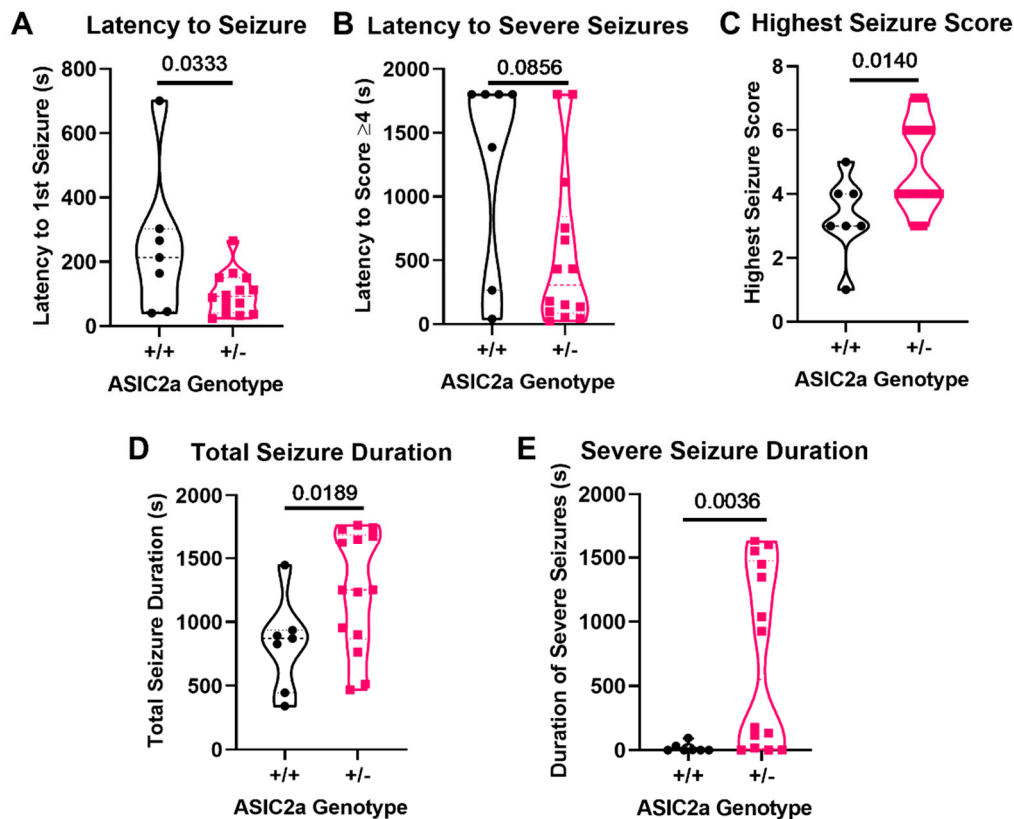 A Latency to Seizure
0.0333
Latency to 1st Seizure (s)
800
600
400
200
0
+/+ +/-
ASIC2a Genotype
B Latency to Severe Seizures
0.0856
Latency to Score ≥4 (s)
2000
1500
1000
500
0
+/+ +/-
ASIC2a Genotype
C Highest Seizure Score
0.0140
Highest Seizure Score
8
6
4
2
0
+/+ +/-
ASIC2a Genotype
D Total Seizure Duration
0.0189
Total Seizure Duration (s)
2000
1500
1000
500
0
+/+ +/-
ASIC2a Genotype
E Severe Seizure Duration
0.0036
Duration of Severe Seizures (s)
2000
1500
1000
500
0
+/+ +/-
ASIC2a Genotype